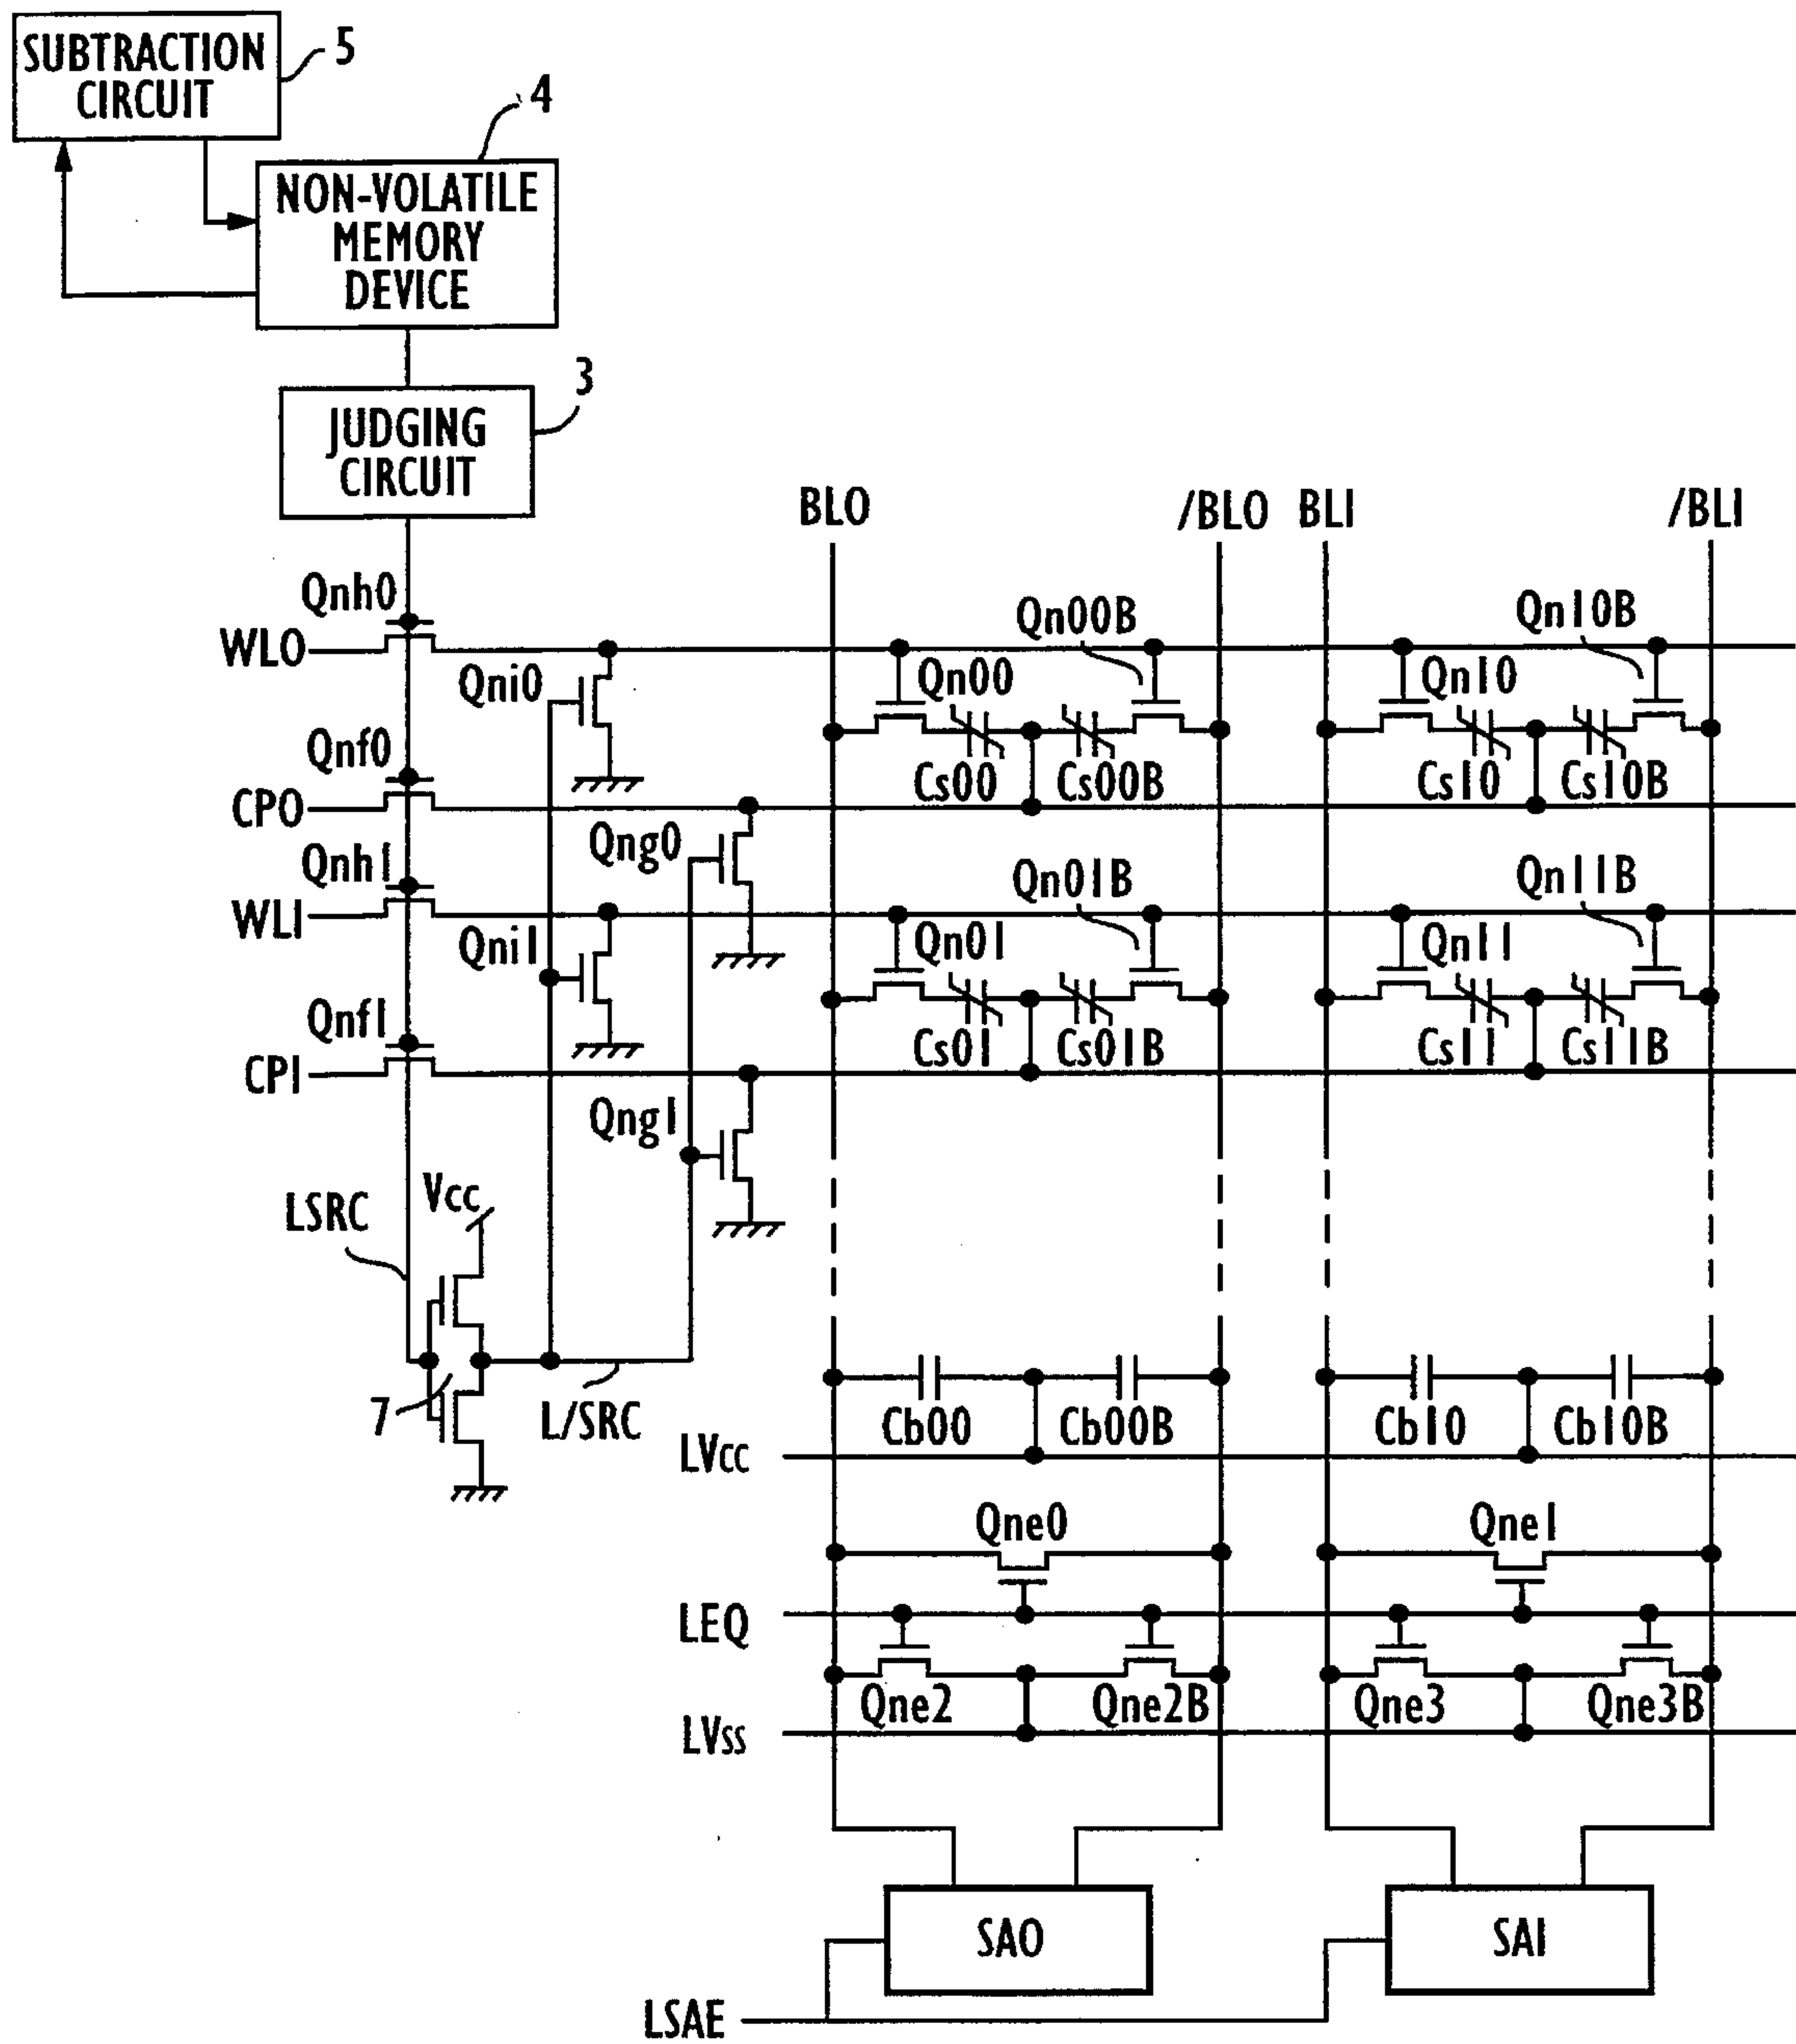 SUBTRACTION
CIRCUIT
5
4
NON-VOLATILE
MEMORY
DEVICE
3
JUDGING
CIRCUIT
BL0 /BL0 BL1 /BL1
Qnh0
Qn00B Qn10B
WL0
Qni0 Qn00 Qn10
Qnf0
Cs00 Cs00B Cs10 Cs10B
CP0
Qnh1 Qng0
Qn01B Qn11B
WL1
Qni1 Qn01 Qn11
Qnf1
Cs01 Cs01B Cs11 Cs11B
CP1
Qng1
LSRC Vcc
7 L/SRC
Cb00 Cb00B Cb10 Cb10B
LVcc
Qne0 Qne1
LEQ
Qne2 Qne2B Qne3 Qne3B
LVss
SA0 SA1
LSAE